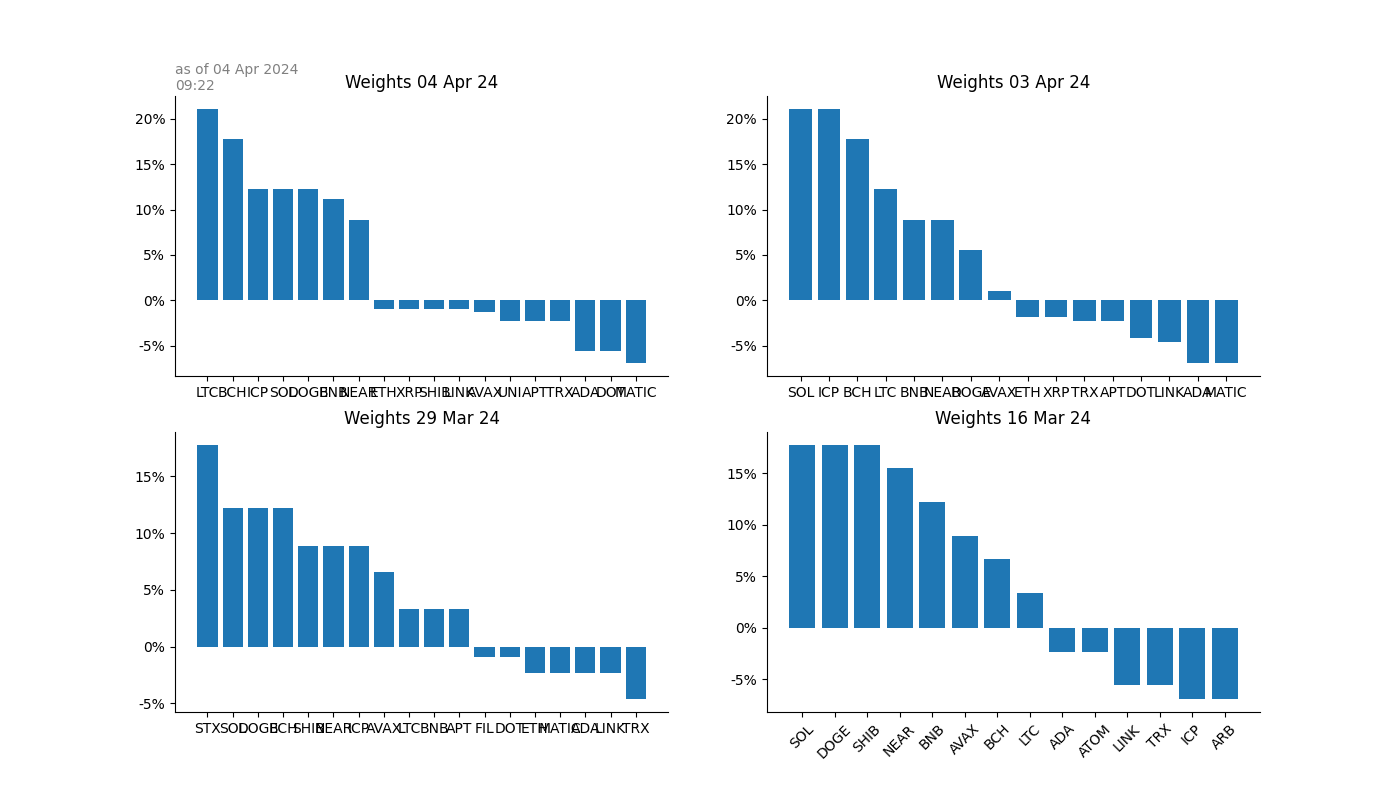 as of 04 Apr 2024
09:22
Weights 04 Apr 24
20%
15%
10%
5%
0%
-5%
LTC BCH ICP SOL DOGE BNB NEAR ETH XRP SHIB LINK AVAX UNI APT TRX ADA DOT MATIC
Weights 03 Apr 24
20%
15%
10%
5%
0%
-5%
SOL ICP BCH LTC BNB NEAR DOGE AVAX ETH XRP TRX APT DOT LINK ADA MATIC
Weights 29 Mar 24
15%
10%
5%
0%
-5%
STX SOL DOGE BCH SHIB NEAR ICP AVAX LTC BNB APT FIL DOT ETH MATIC ADA LINK TRX
Weights 16 Mar 24
15%
10%
5%
0%
-5%
SOL DOGE SHIB NEAR BNB AVAX BCH LTC ADA ATOM LINK TRX ICP ARB